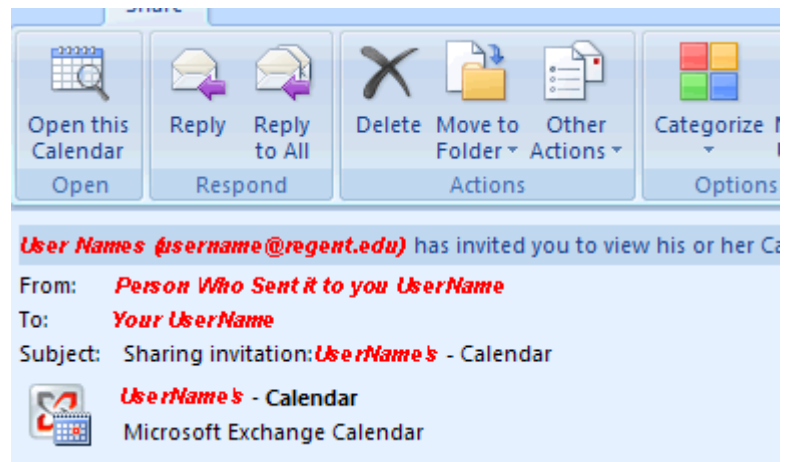 Share
Open this Calendar
Reply
Reply to All
Delete
Move to Folder
Other Actions
Categorize
Open
Respond
Actions
Options
User Names (username@regent.edu) has invited you to view his or her
From: Person Who Sent it to you UserName
To: Your UserName
Subject: Sharing invitation:UserName's - Calendar
UserName's - Calendar
Microsoft Exchange Calendar